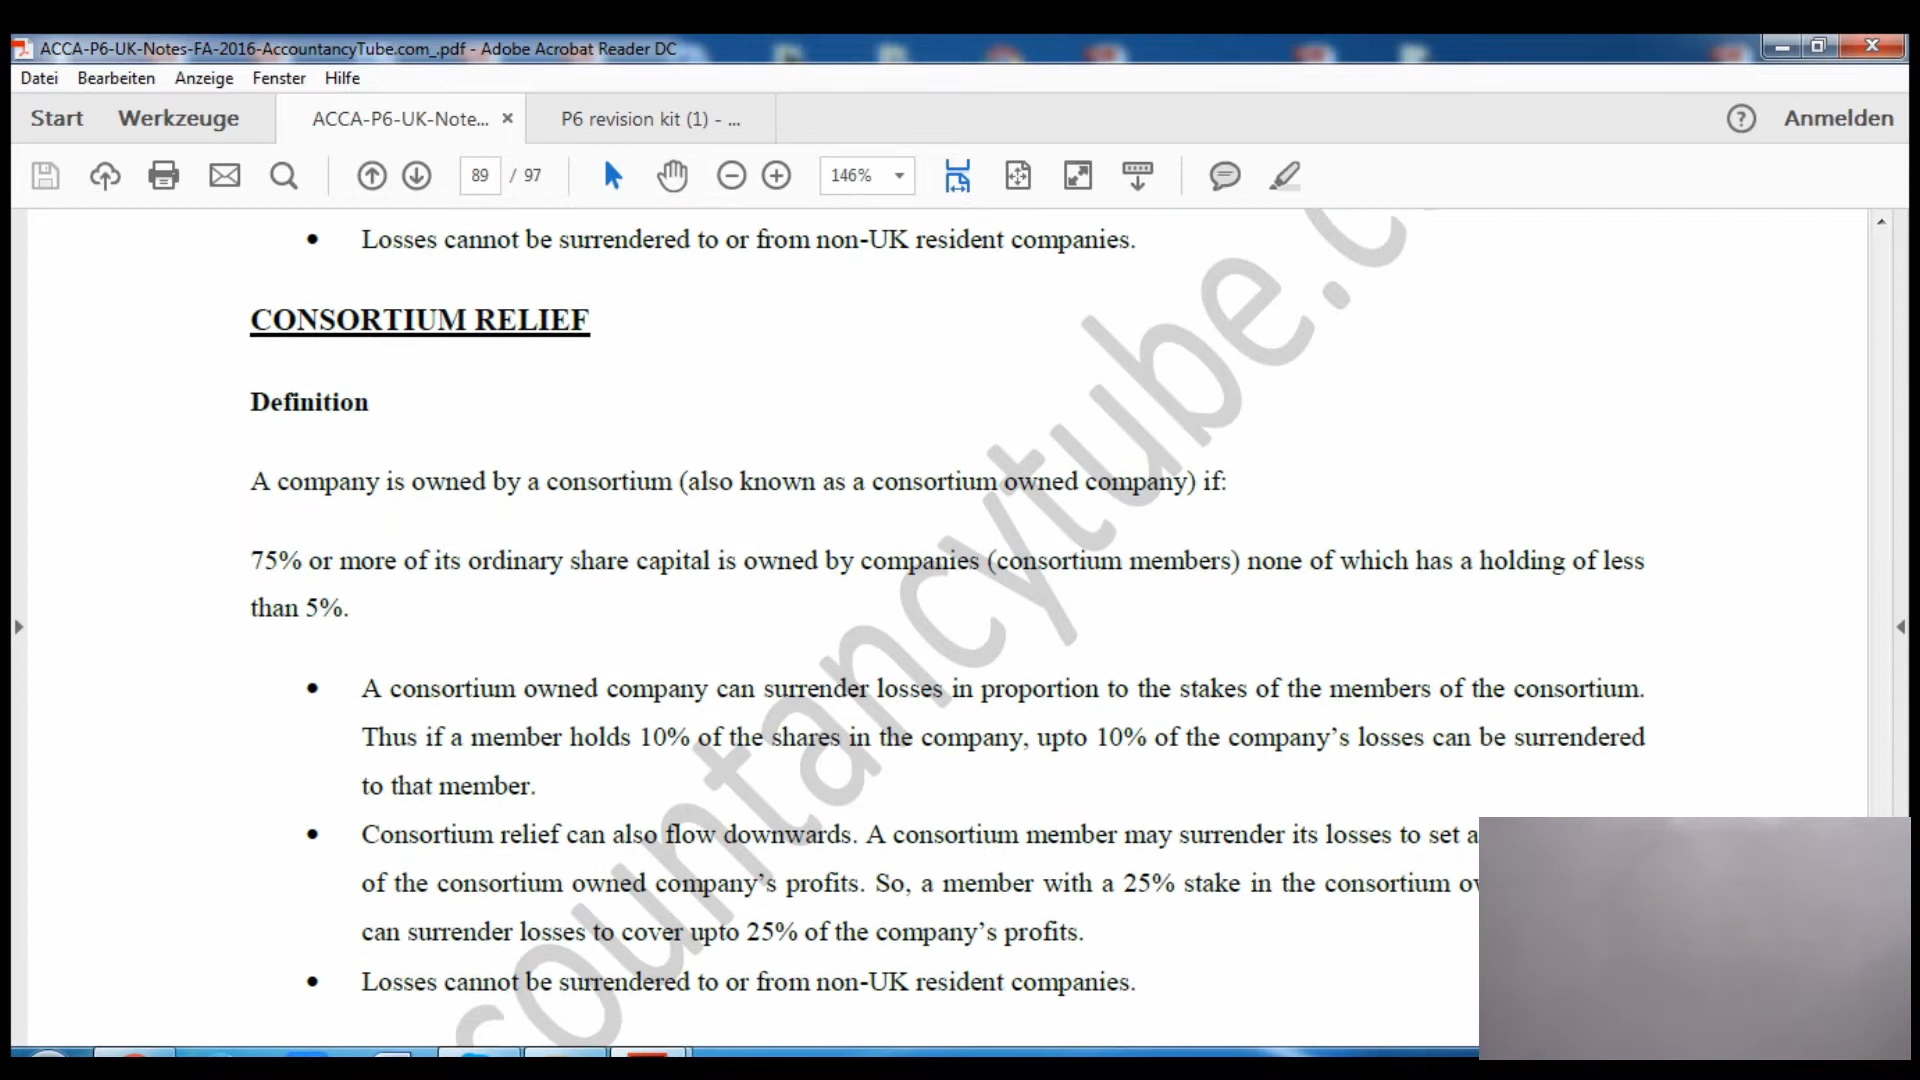 ACCA-P6-UK-Notes-FA-2016-AccountancyTube.com_.pdf - Adobe Acrobat Reader DC
Datei Bearbeiten Anzeige Fenster Hilfe
Start Werkzeuge ACCA-P6-UK-Note... × P6 revision kit (1) - ... Anmelden
89 / 97 146%
• Losses cannot be surrendered to or from non-UK resident companies.
CONSORTIUM RELIEF
Definition
A company is owned by a consortium (also known as a consortium owned company) if:
75% or more of its ordinary share capital is owned by companies (consortium members) none of which has a holding of less
than 5%.
• A consortium owned company can surrender losses in proportion to the stakes of the members of the consortium.
Thus if a member holds 10% of the shares in the company, upto 10% of the company’s losses can be surrendered
to that member.
• Consortium relief can also flow downwards. A consortium member may surrender its losses to set a
of the consortium owned company’s profits. So, a member with a 25% stake in the consortium
can surrender losses to cover upto 25% of the company’s profits.
• Losses cannot be surrendered to or from non-UK resident companies.
countancytube.c